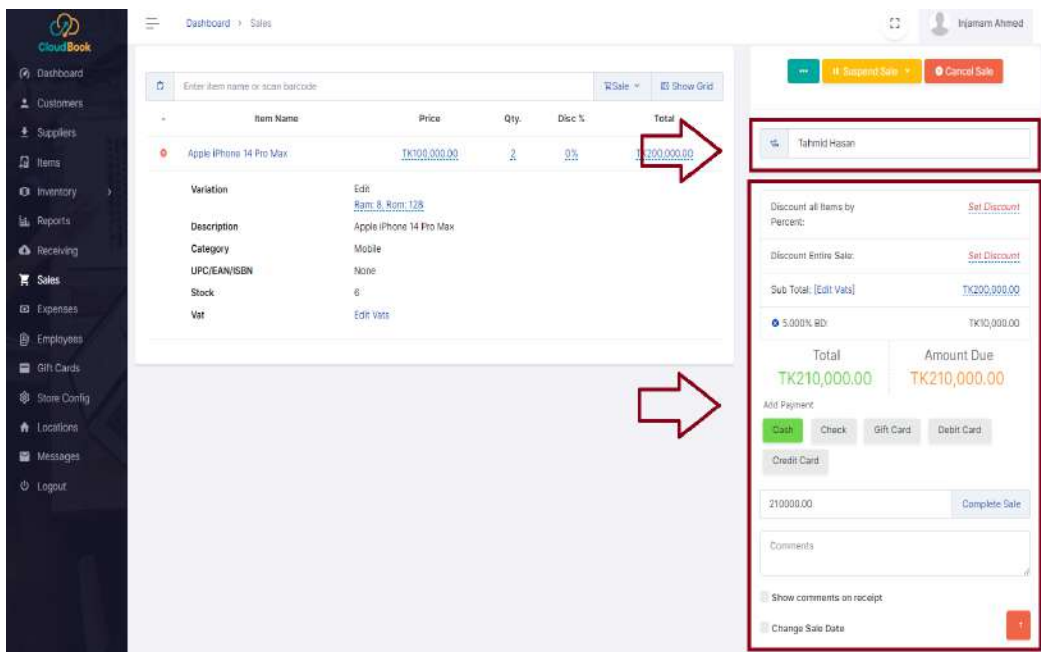 CloudBook
Dashboard
Customers
Suppliers
Items
Inventory
Reports
Receiving
Sales
Expenses
Employees
Gift Cards
Store Config
Locations
Messages
Logout
Dashboard > Sales
Injamam Ahmed
Enter item name or scan barcode
Sale
Show Grid
Item Name Price Qty. Disc % Total
Apple iPhone 14 Pro Max TK100,000.00 2 0% TK200,000.00
Variation Edit
Ram: 8, Rom: 128
Description Apple iPhone 14 Pro Max
Category Mobile
UPC/EAN/ISBN None
Stock 6
Vat Edit Vats
Suspend Sale
Cancel Sale
Tahmid Hasan
Discount all Items by Percent: Set Discount
Discount Entire Sale: Set Discount
Sub Total: [Edit Vats] TK200,000.00
5.000% BD: TK10,000.00
Total Amount Due
TK210,000.00 TK210,000.00
Add Payment
Cash Check Gift Card Debit Card
Credit Card
210000.00 Complete Sale
Comments
Show comments on receipt
Change Sale Date